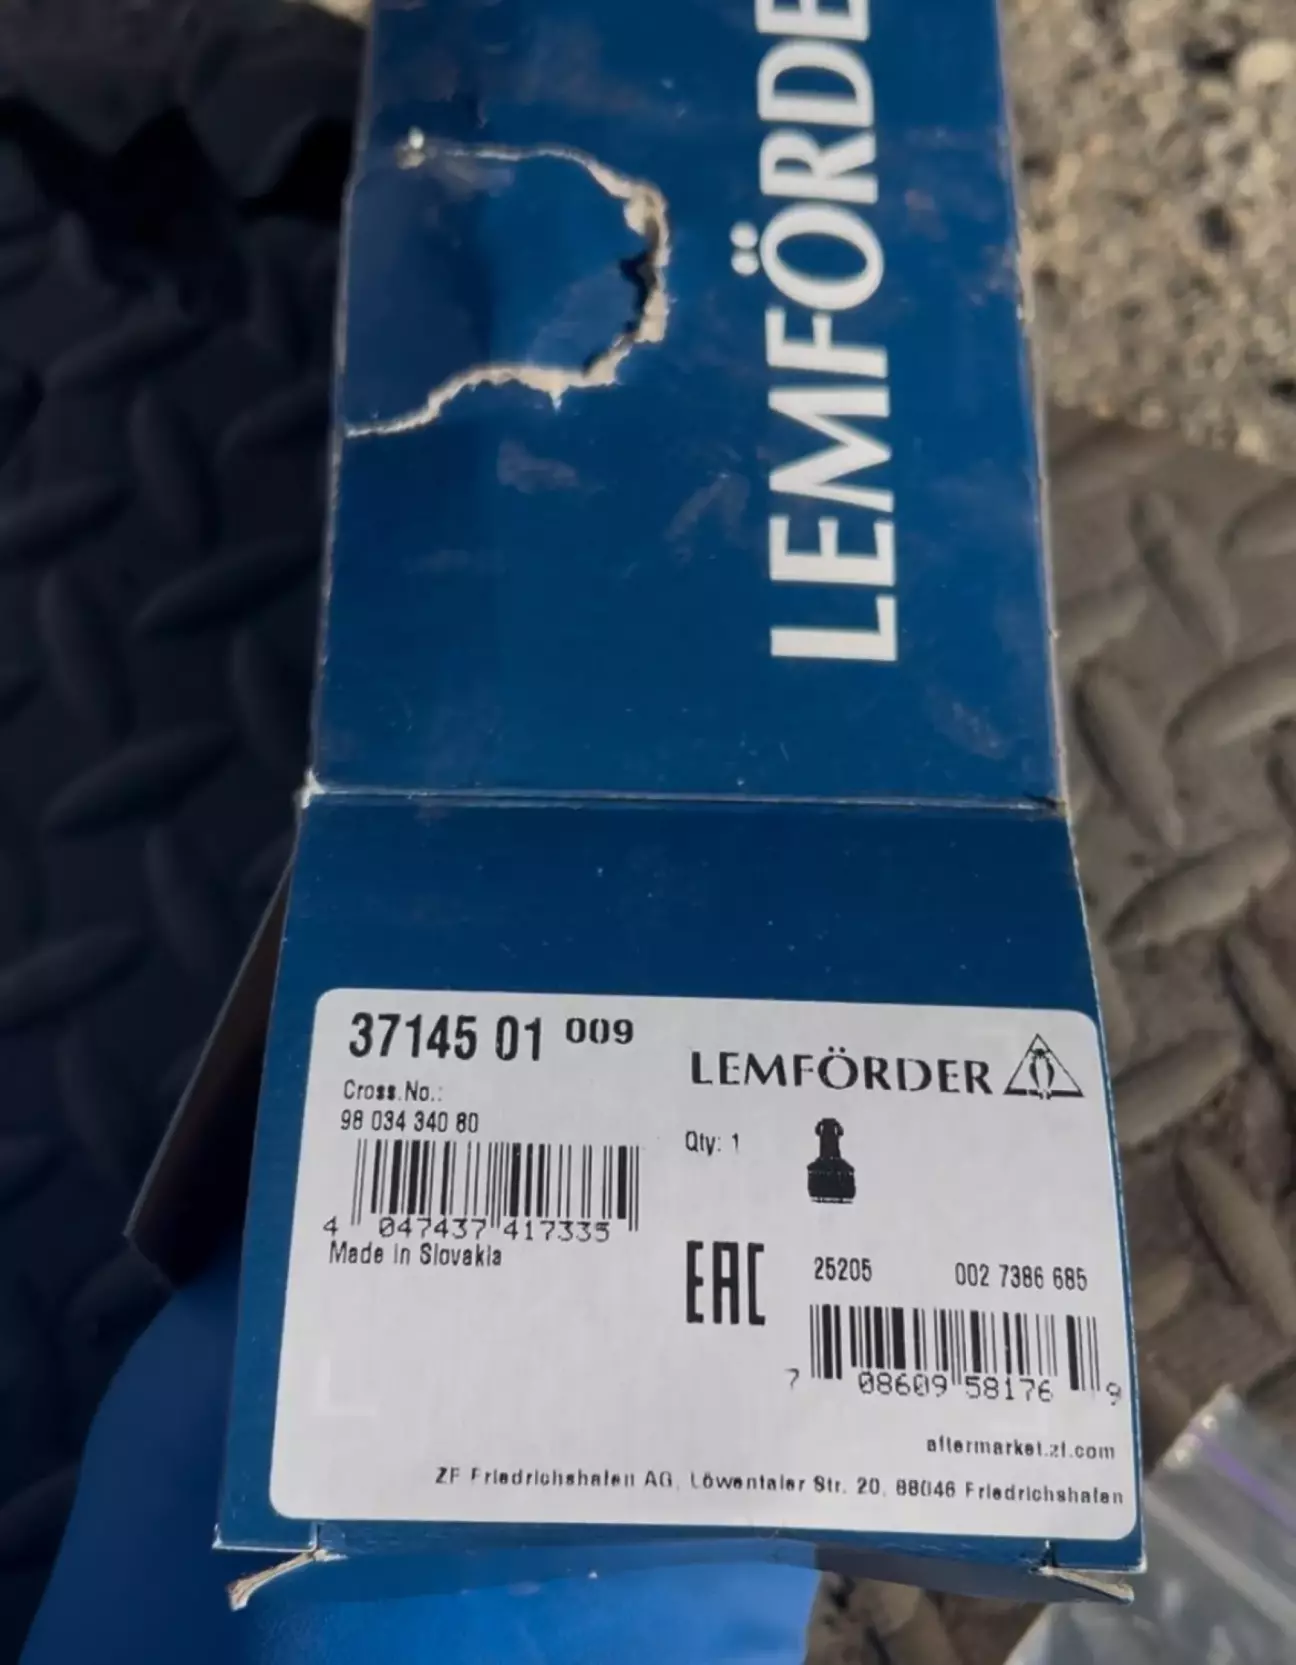 LEMFÖRDE
37145 01 009
LEMFÖRDER
Cross.No.:
98 034 340 80
Qty: 1
4 047437 417335
Made in Slovakia
EAC
25205 002 7386 685
7 08609 58176 9
aftermarket.zf.com
ZF Friedrichshafen AG, Löwentaler Str. 20, 88046 Friedrichshafen